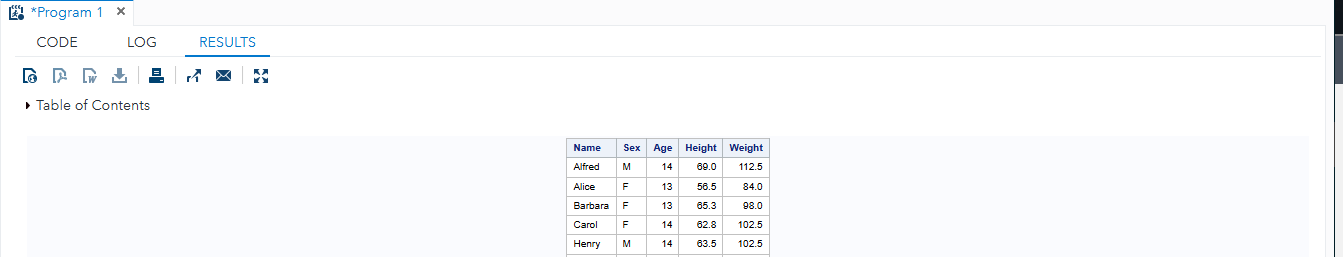 *Program 1 ×
CODE LOG RESULTS
Table of Contents
Name Sex Age Height Weight
Alfred M 14 69.0 112.5
Alice F 13 56.5 84.0
Barbara F 13 65.3 98.0
Carol F 14 62.8 102.5
Henry M 14 63.5 102.5